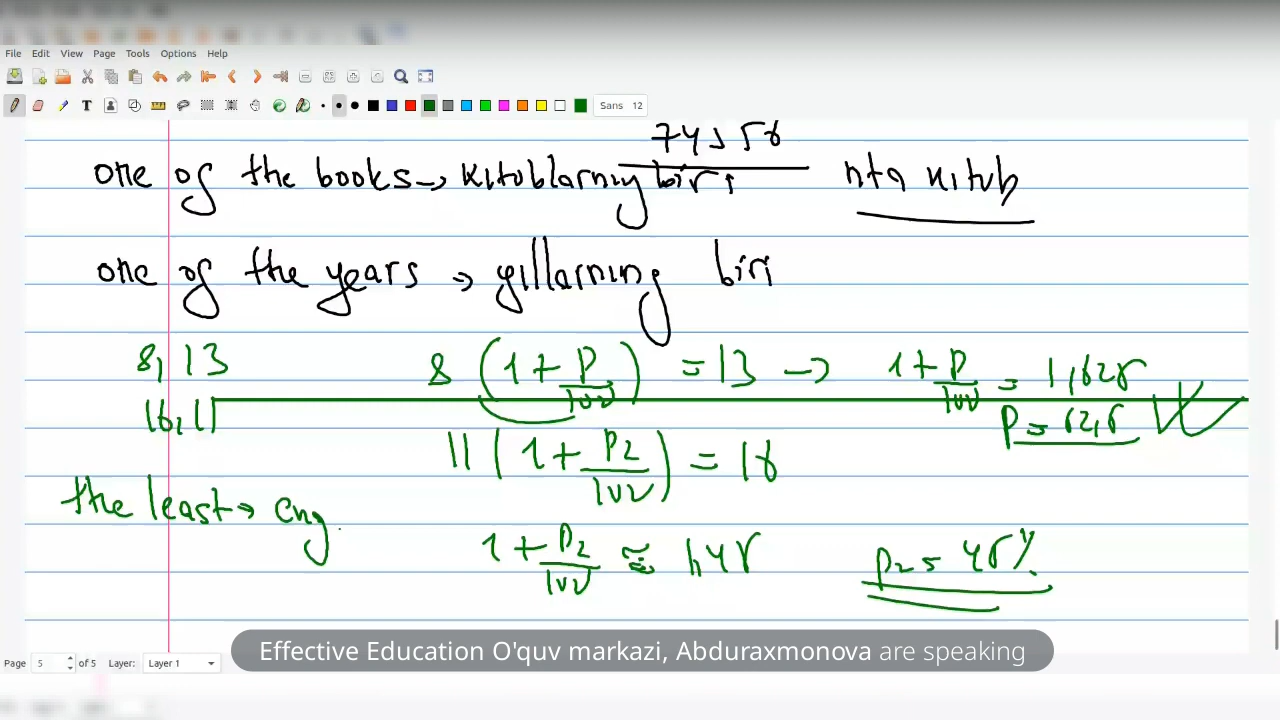 File Edit View Page Tools Options Help
T Sans 12
one of the books → kitoblarning biri nta kitob
one of the years → yillarning biri
8, 13 8 (1 + P/100) = 13 → 1 + P/100 = 1,625
16, 11 P = 62,5
11 (1 + P2/100) = 16
the least → eng
1 + P2/100 ≈ 1,45 P2 = 45%
Effective Education O'quv markazi, Abduraxmonova are speaking
Page 5 of 5 Layer: Layer 1